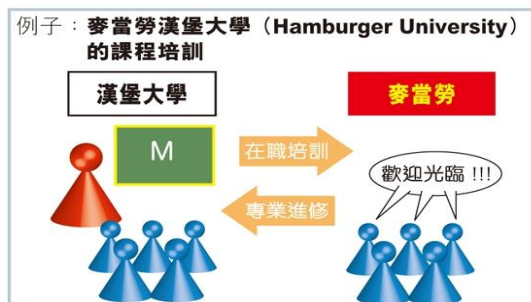 例子：麥當勞漢堡大學（Hamburger University）
的課程培訓
漢堡大學
麥當勞
M
在職培訓
歡迎光臨 !!!
專業進修